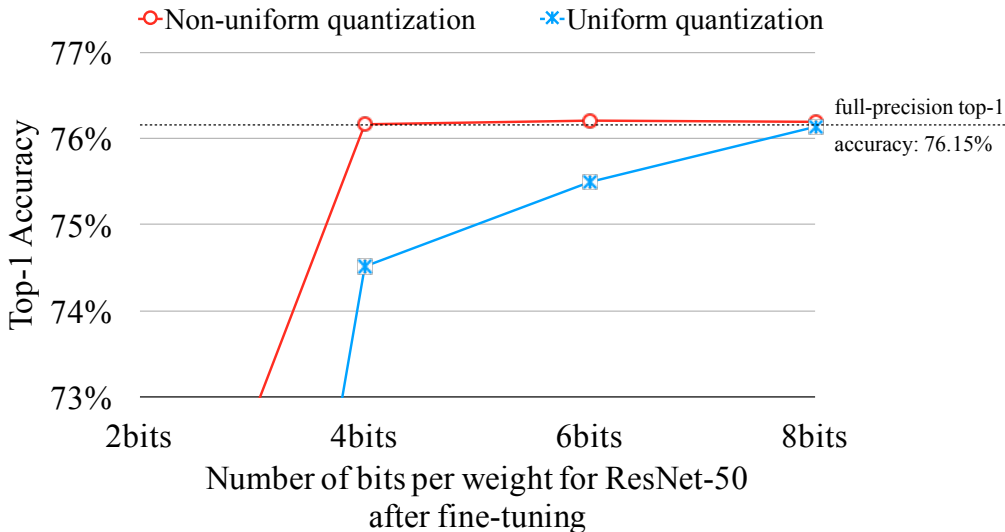 Non-uniform quantization
Uniform quantization
77%
76%
75%
74%
73%
Top-1 Accuracy
full-precision top-1
accuracy: 76.15%
2bits
4bits
6bits
8bits
Number of bits per weight for ResNet-50
after fine-tuning